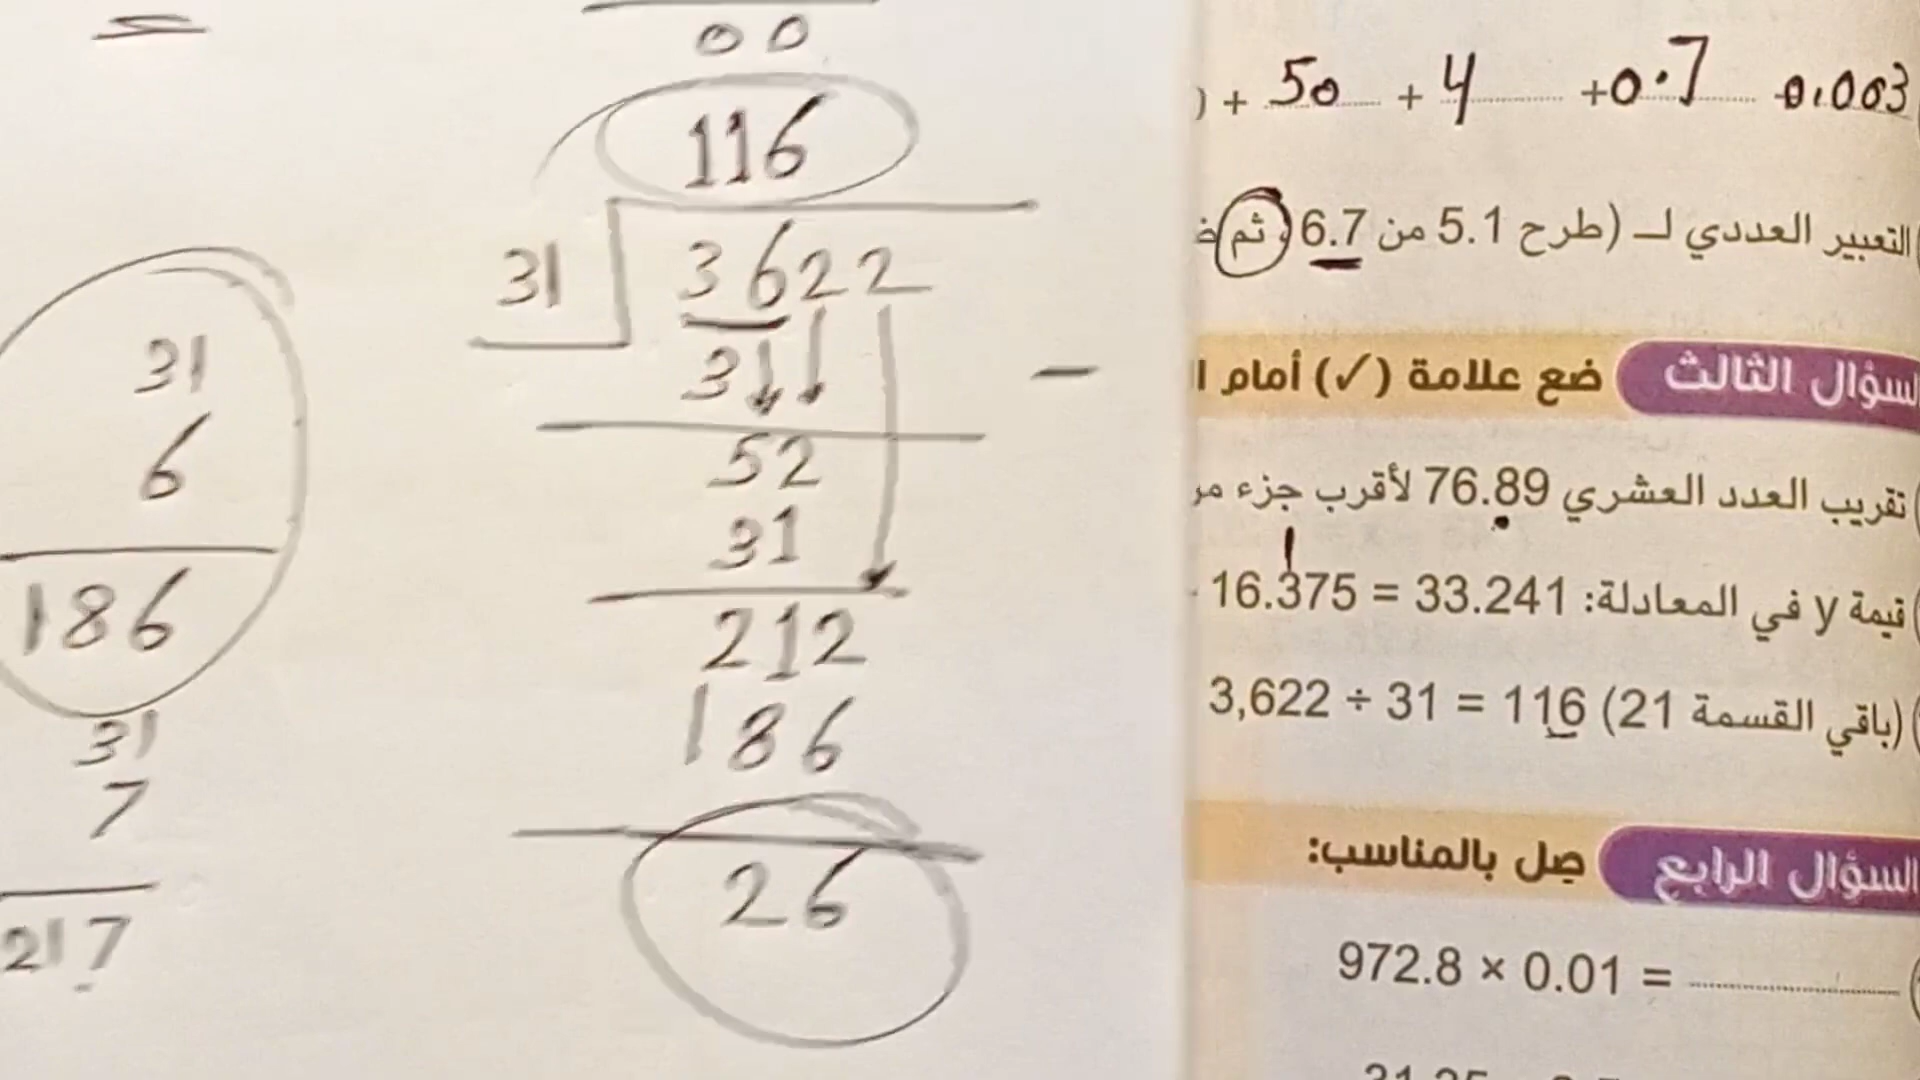 00
116
31 3622
31
52
31
212
186
26
31
6
186
31
7
217
) + 50 + 4 +0.7 0.003
التعبير العددي لـ (طرح 5.1 من 6.7، ثم
السؤال الثالث ضع علامة (✓) أمام ا
تقريب العدد العشري 76.89 لأقرب جزء
قيمة y في المعادلة: 33.241 = 16.375
3,622 ÷ 31 = 116 (باقي القسمة 21)
السؤال الرابع صِل بالمناسب:
972.8 × 0.01 =